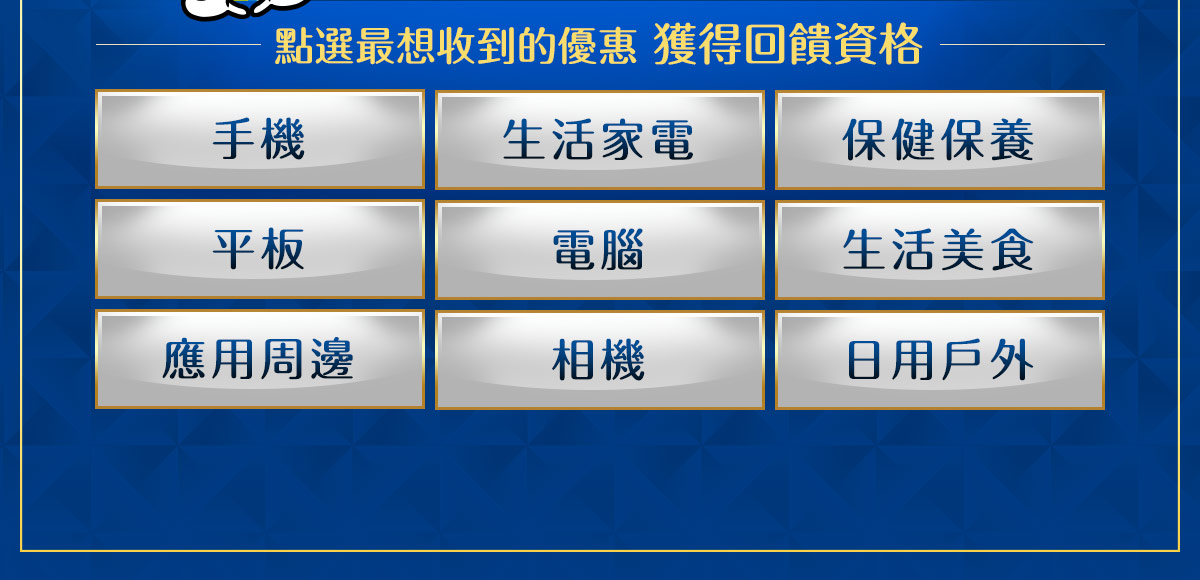 點選最想收到的優惠 獲得回饋資格
手機
生活家電
保健保養
平板
電腦
生活美食
應用周邊
相機
日用戶外